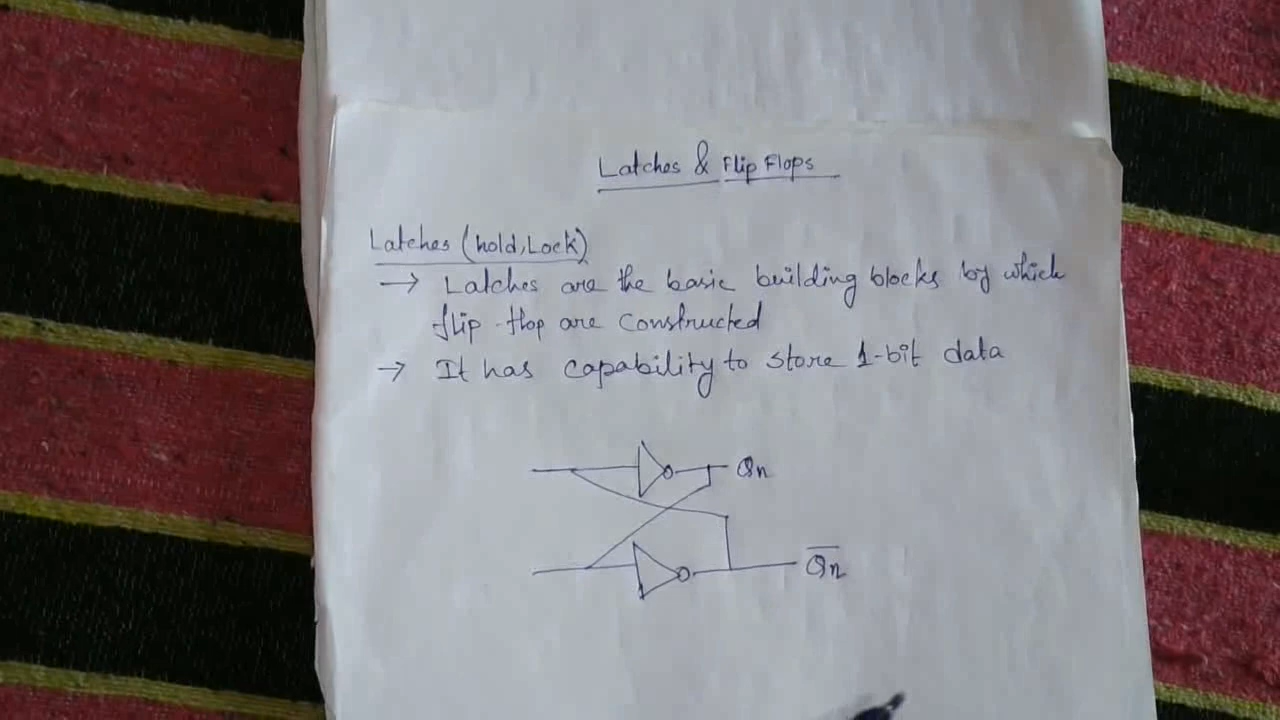 Latches & Flip Flops
Latches (hold, Lock)
→ Latches are the basic building blocks by which
flip-flop are constructed
→ It has capability to store 1-bit data
Qn
Q̅n